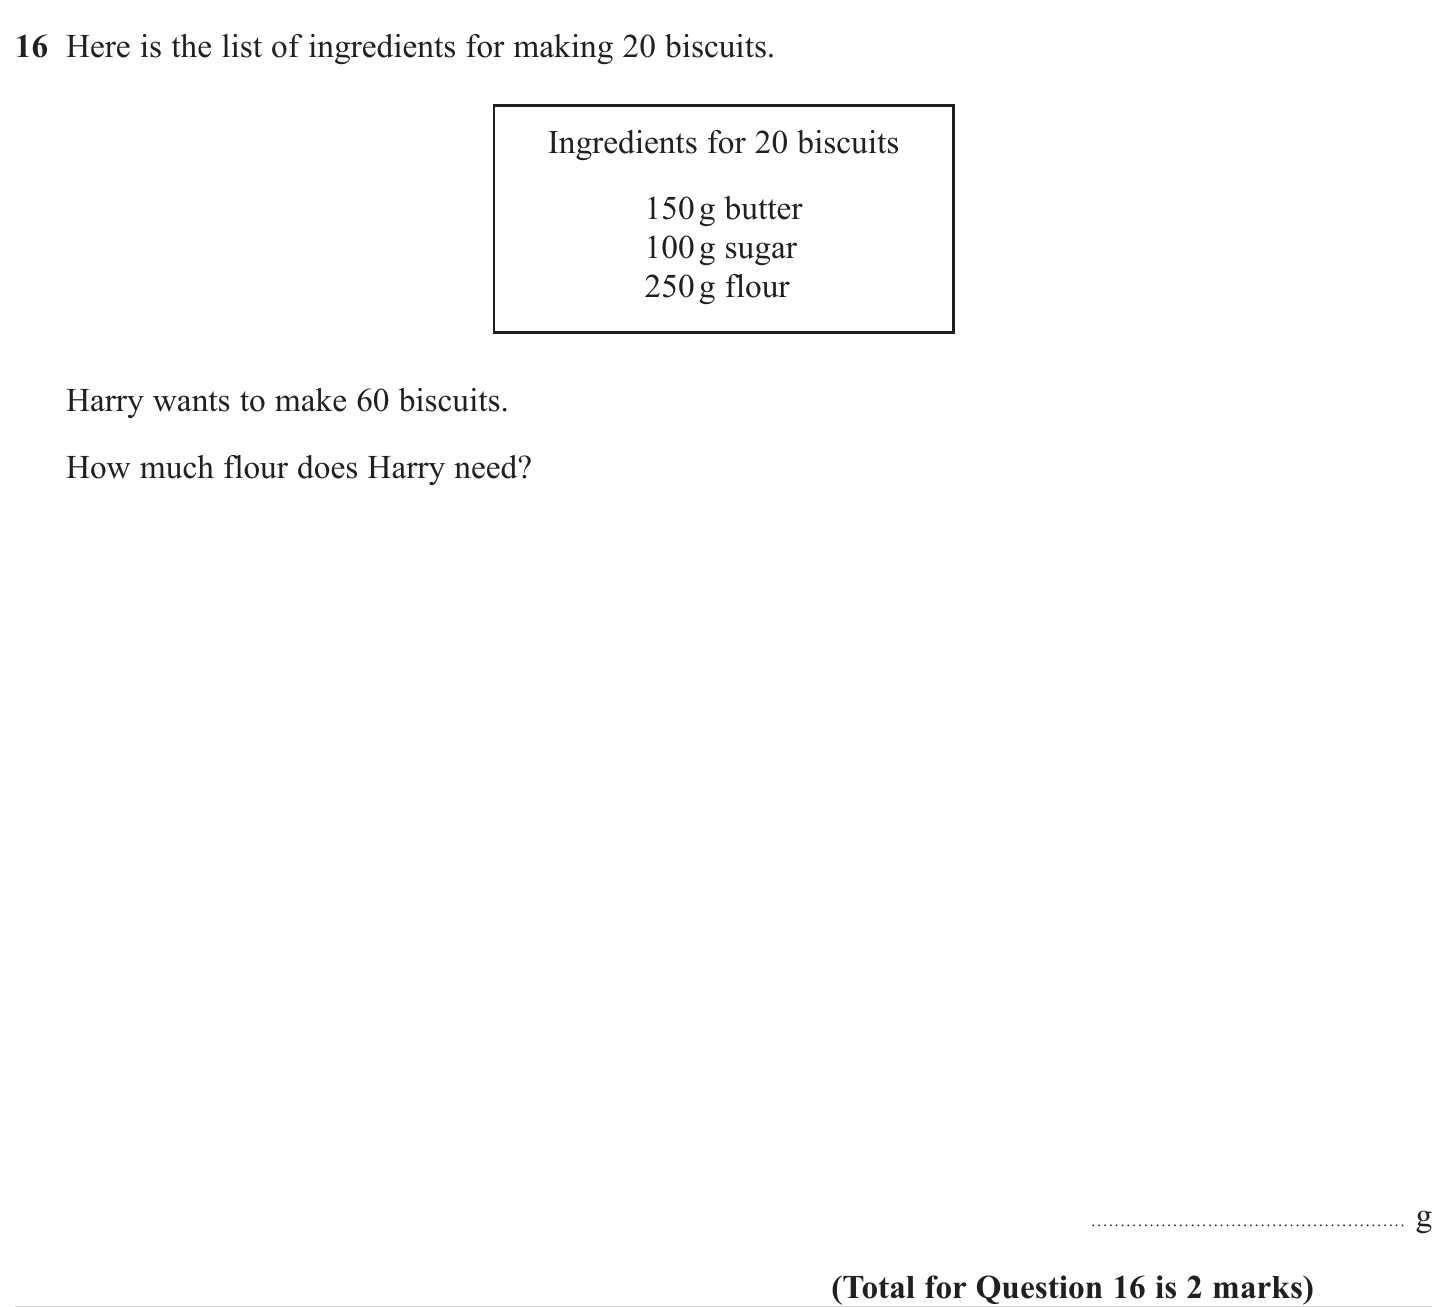 16 Here is the list of ingredients for making 20 biscuits.
Ingredients for 20 biscuits
150 g butter
100 g sugar
250 g flour
Harry wants to make 60 biscuits.
How much flour does Harry need?
...................................................... g
(Total for Question 16 is 2 marks)